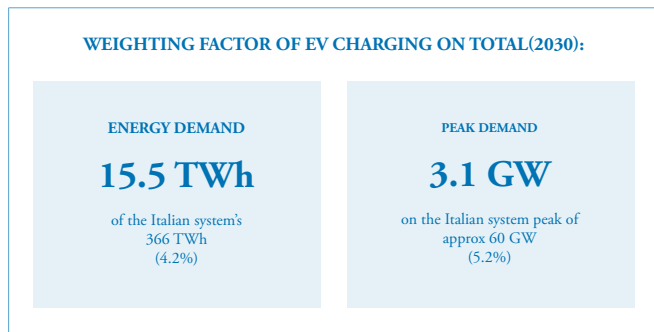 WEIGHTING FACTOR OF EV CHARGING ON TOTAL(2030):
ENERGY DEMAND
15.5 TWh
of the Italian system's
366 TWh
(4.2%)
PEAK DEMAND
3.1 GW
on the Italian system peak of
approx 60 GW
(5.2%)